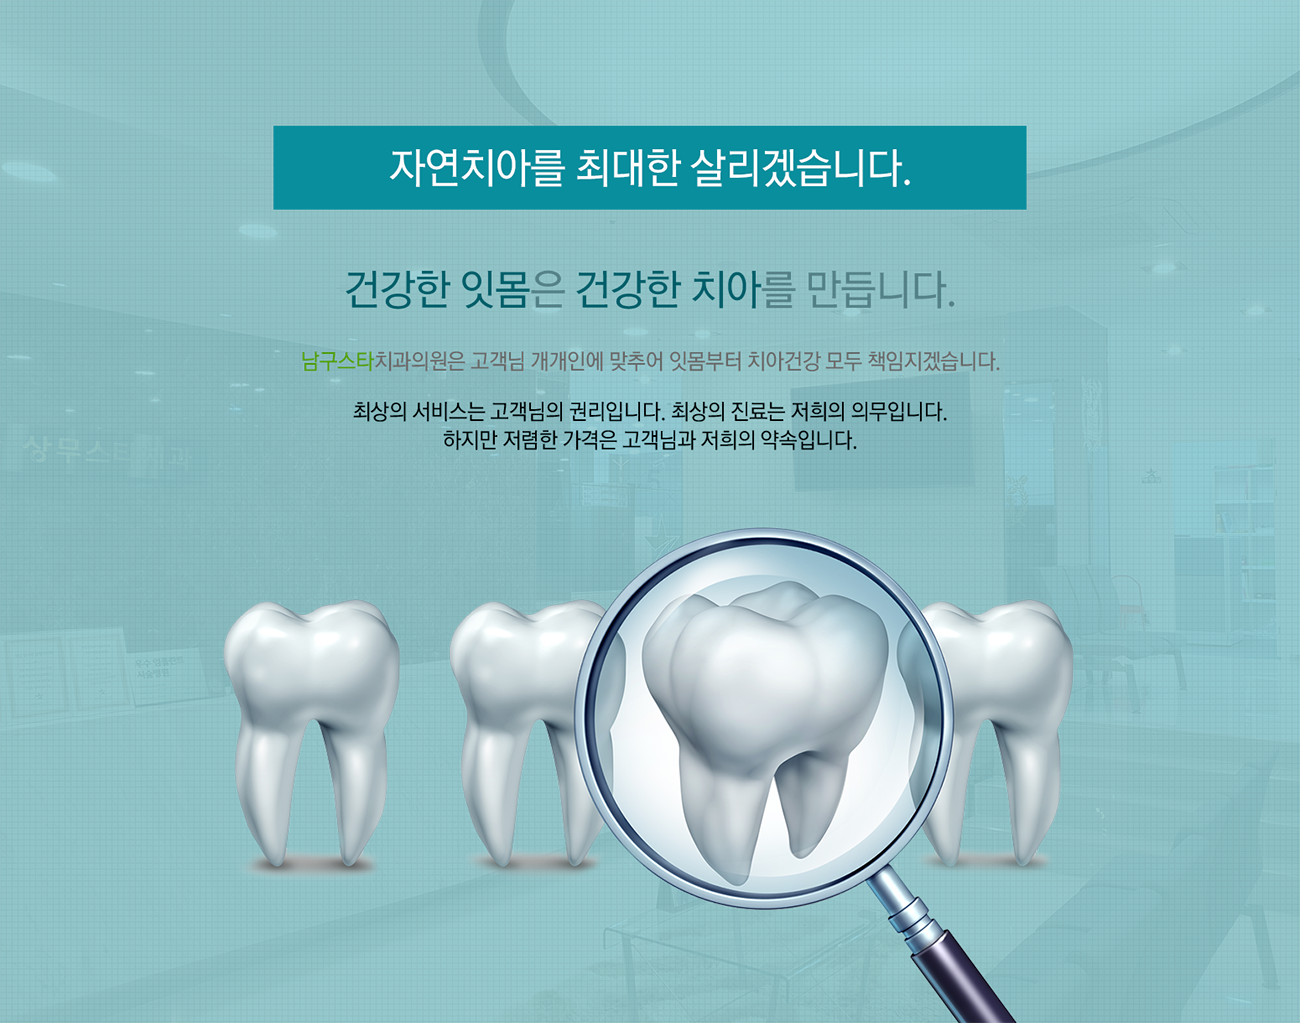 자연치아를 최대한 살리겠습니다.
건강한 잇몸은 건강한 치아를 만듭니다.
남구스타치과의원은 고객님 개개인에 맞추어 잇몸부터 치아건강 모두 책임지겠습니다.
최상의 서비스는 고객님의 권리입니다. 최상의 진료는 저희의 의무입니다.
하지만 저렴한 가격은 고객님과 저희의 약속입니다.
상무스